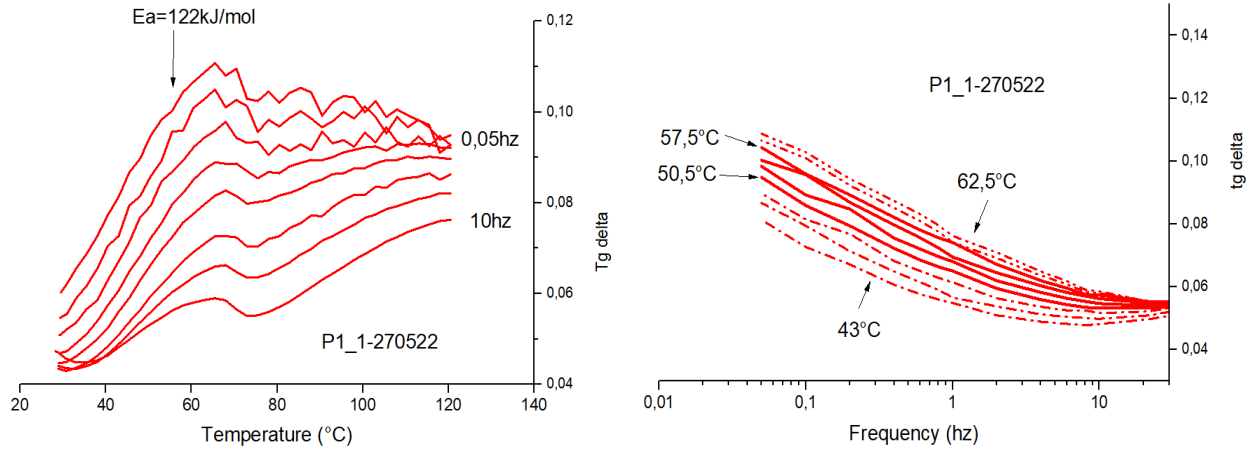 Ea=122kJ/mol
0,12
0,10
0,05hz
0,08
10hz
0,06
0,04
Tg delta
P1_1-270522
20
40
60
80
100
120
140
Temperature (°C)
0,14
P1_1-270522
0,12
57,5°C
0,10
50,5°C
62,5°C
0,08
0,06
43°C
0,04
tg delta
0,01
0,1
1
10
Frequency (hz)